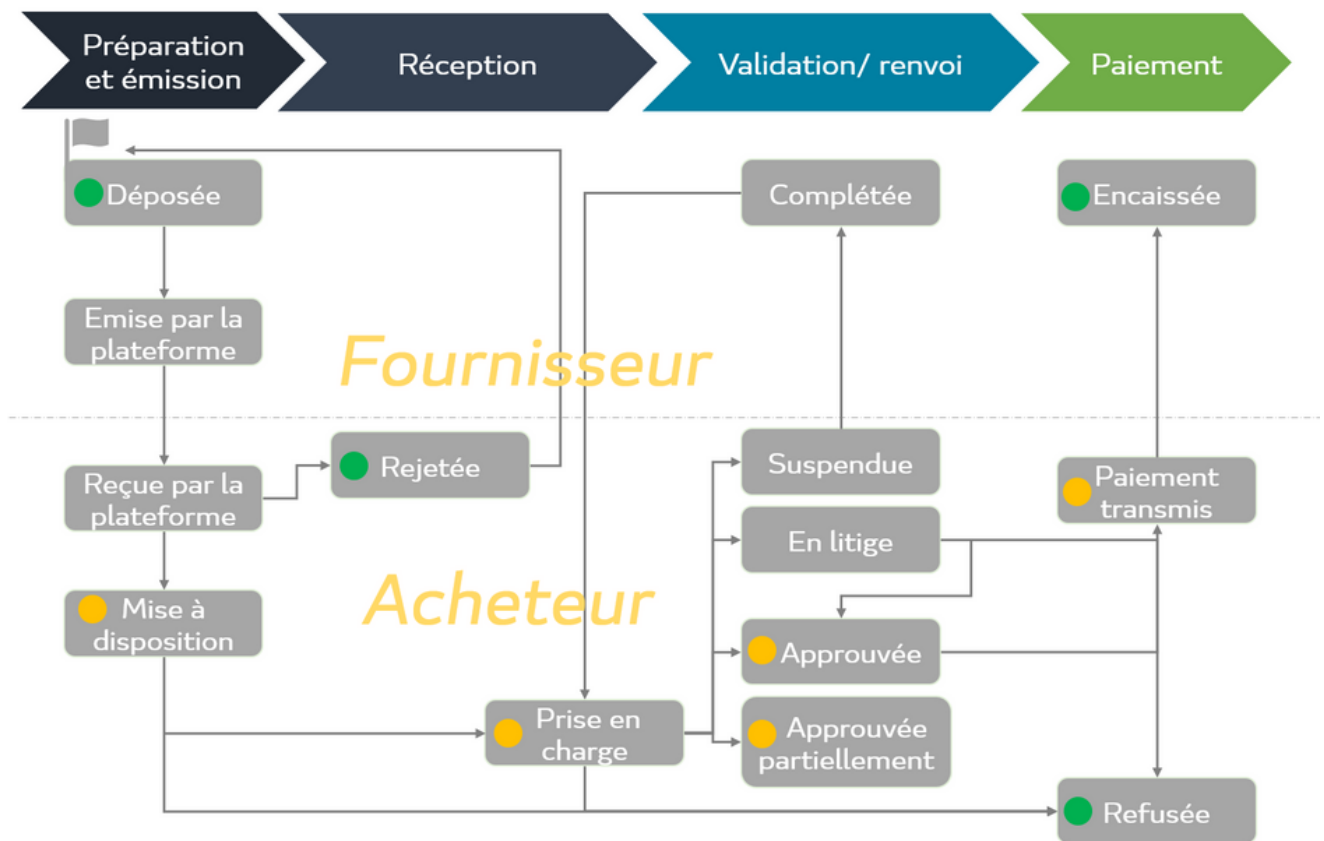 Préparation
et émission
Réception
Validation/ renvoi
Paiement
Déposée
Complétée
Encaissée
Emise par la
plateforme
Fournisseur
Reçue par la
plateforme
Rejetée
Suspendue
Paiement
transmis
En litige
Acheteur
Mise à
disposition
Approuvée
Prise en
charge
Approuvée
partiellement
Refusée